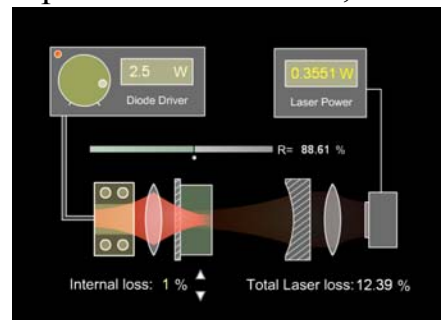 2.5 W
Diode Driver
0.3551 W
Laser Power
R= 88.61 %
Internal loss: 1 %
Total Laser loss: 12.39 %